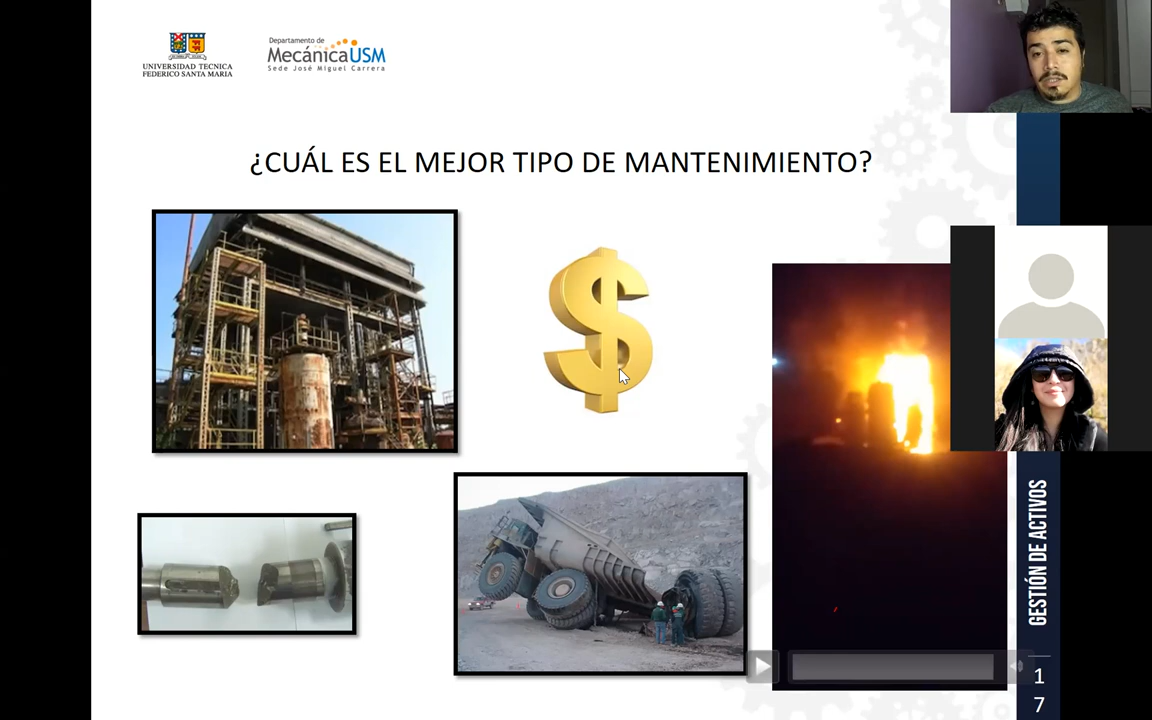 UNIVERSIDAD TECNICA
FEDERICO SANTA MARIA
Departamento de
MecánicaUSM
Sede José Miguel Carrera
¿CUÁL ES EL MEJOR TIPO DE MANTENIMIENTO?
GESTIÓN DE ACTIVOS
1
7